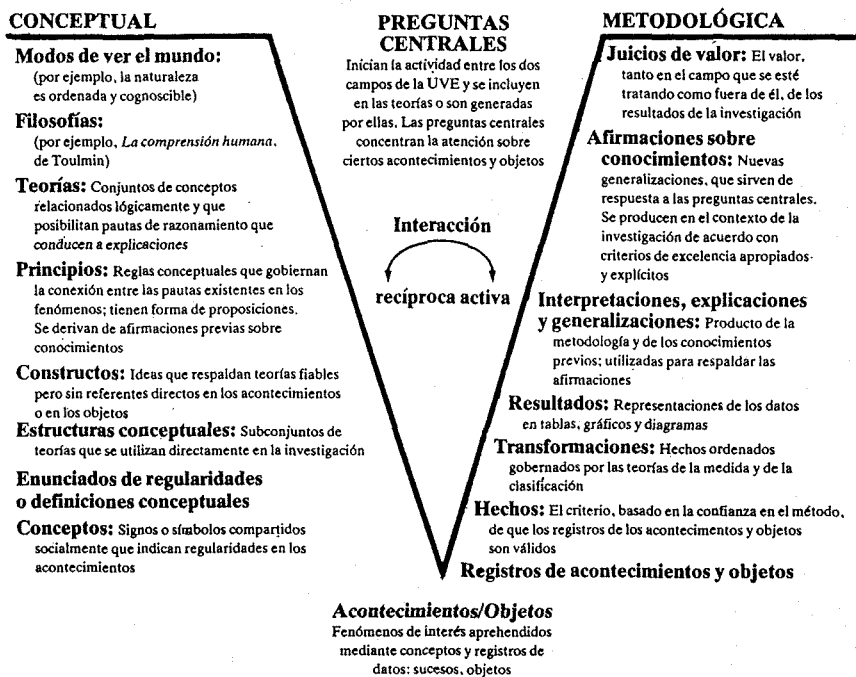 CONCEPTUAL
Modos de ver el mundo:
(por ejemplo, la naturaleza
es ordenada y cognoscible)
Filosofías:
(por ejemplo, La comprensión humana,
de Toulmin)
Teorías: Conjuntos de conceptos
relacionados lógicamente y que
posibilitan pautas de razonamiento que
conducen a explicaciones
Principios: Reglas conceptuales que gobiernan
la conexión entre las pautas existentes en los
fenómenos; tienen forma de proposiciones.
Se derivan de afirmaciones previas sobre
conocimientos
Constructos: Ideas que respaldan teorías fiables
pero sin referentes directos en los acontecimientos
o en los objetos
Estructuras conceptuales: Subconjuntos de
teorías que se utilizan directamente en la investigación
Enunciados de regularidades
o definiciones conceptuales
Conceptos: Signos o símbolos compartidos
socialmente que indican regularidades en los
acontecimientos
PREGUNTAS
CENTRALES
Inician la actividad entre los dos
campos de la UVE y se incluyen
en las teorías o son generadas
por ellas. Las preguntas centrales
concentran la atención sobre
ciertos acontecimientos y objetos
Interacción
recíproca activa
METODOLÓGICA
Juicios de valor: El valor,
tanto en el campo que se esté
tratando como fuera de él, de los
resultados de la investigación
Afirmaciones sobre
conocimientos: Nuevas
generalizaciones, que sirven de
respuesta a las preguntas centrales.
Se producen en el contexto de la
investigación de acuerdo con
criterios de excelencia apropiados
y explícitos
Interpretaciones, explicaciones
y generalizaciones: Producto de la
metodología y de los conocimientos
previos; utilizadas para respaldar las
afirmaciones
Resultados: Representaciones de los datos
en tablas, gráficos y diagramas
Transformaciones: Hechos ordenados
gobernados por las teorías de la medida y de la
clasificación
Hechos: El criterio, basado en la confianza en el método,
de que los registros de los acontecimentos y objetos
son válidos
Registros de acontecimientos y objetos
Acontecimientos/Objetos
Fenómenos de interés aprehendidos
mediante conceptos y registros de
datos: sucesos, objetos